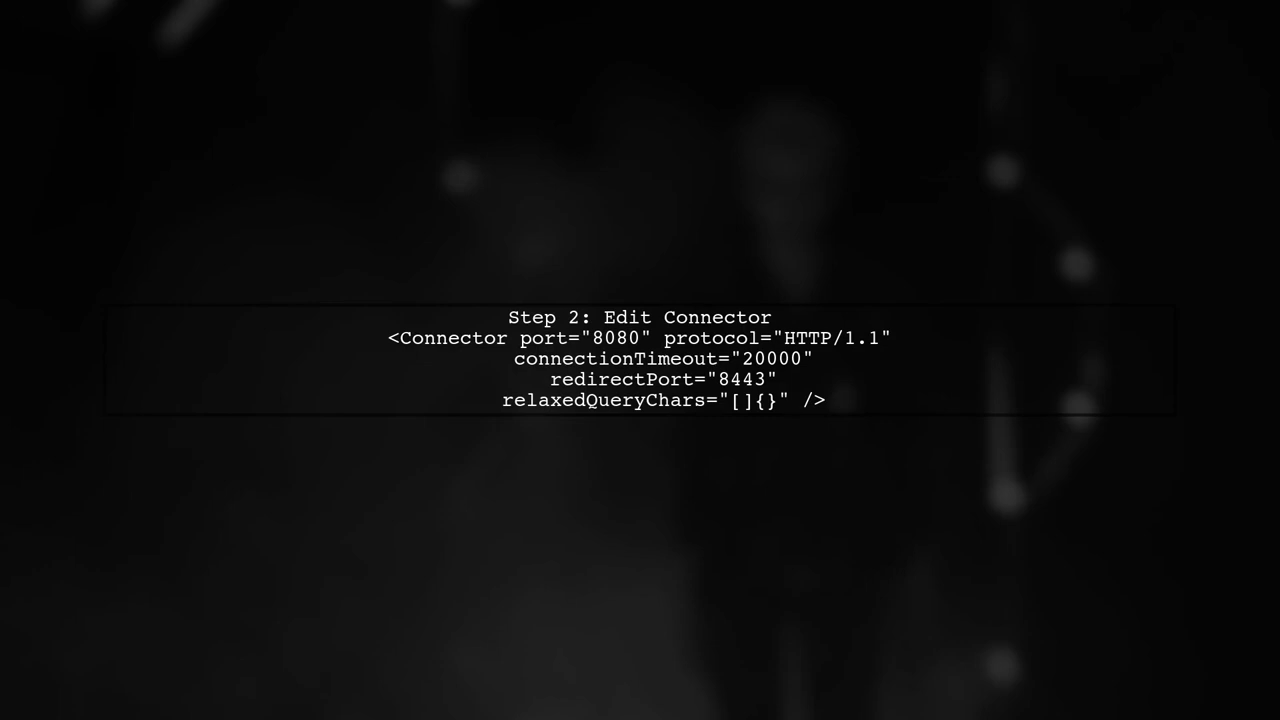 Step 2: Edit Connector
<Connector port="8080" protocol="HTTP/1.1"
connectionTimeout="20000"
redirectPort="8443"
relaxedQueryChars="[]{}" />